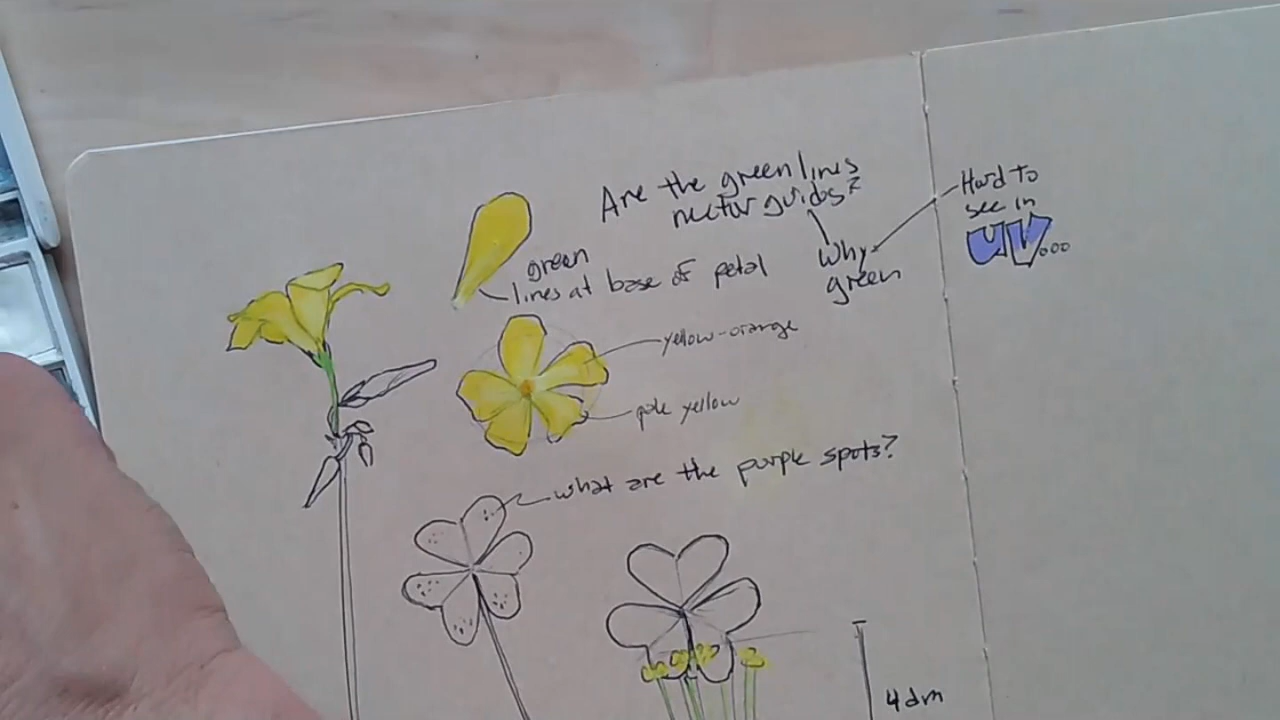 Are the green lines
nectar guids?
Why
green
Hard to
see in
UV...
green
lines at base of petal
yellow-orange
pale yellow
what are the purple spots?
4dm